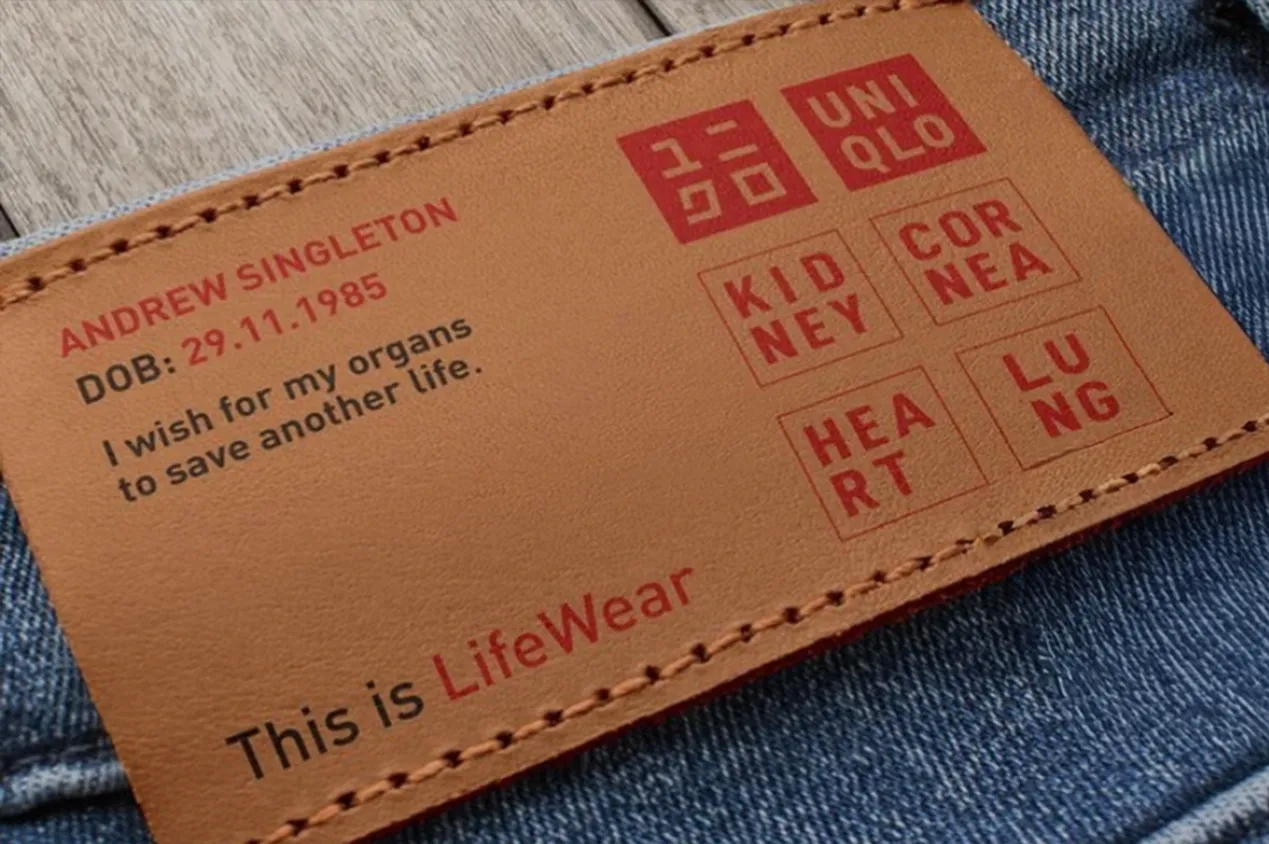 ANDREW SINGLETON
DOB: 29.11.1985
I wish for my organs
to save another life.
This is LifeWear
ユニ
クロ
UNI
QLO
KID
NEY
COR
NEA
HEA
RT
LU
NG